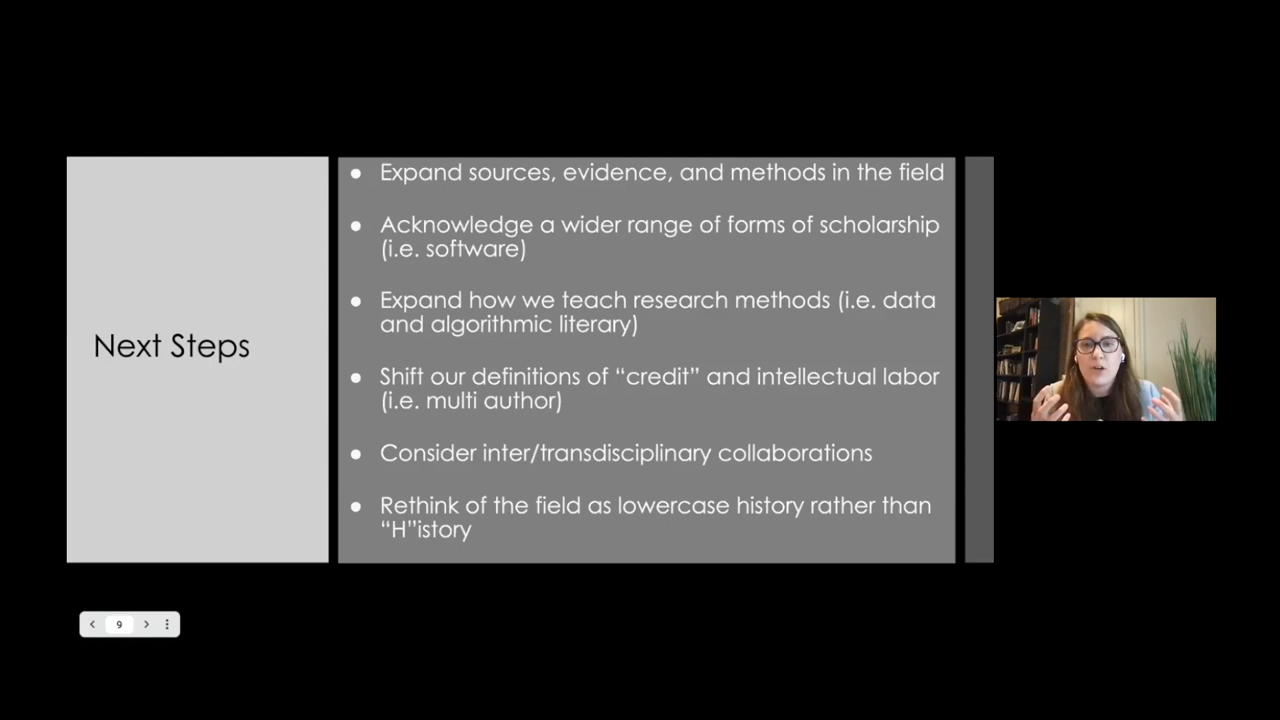 Next Steps
● Expand sources, evidence, and methods in the field
● Acknowledge a wider range of forms of scholarship
(i.e. software)
● Expand how we teach research methods (i.e. data
and algorithmic literary)
● Shift our definitions of “credit” and intellectual labor
(i.e. multi author)
● Consider inter/transdisciplinary collaborations
● Rethink of the field as lowercase history rather than
“H”istory
9